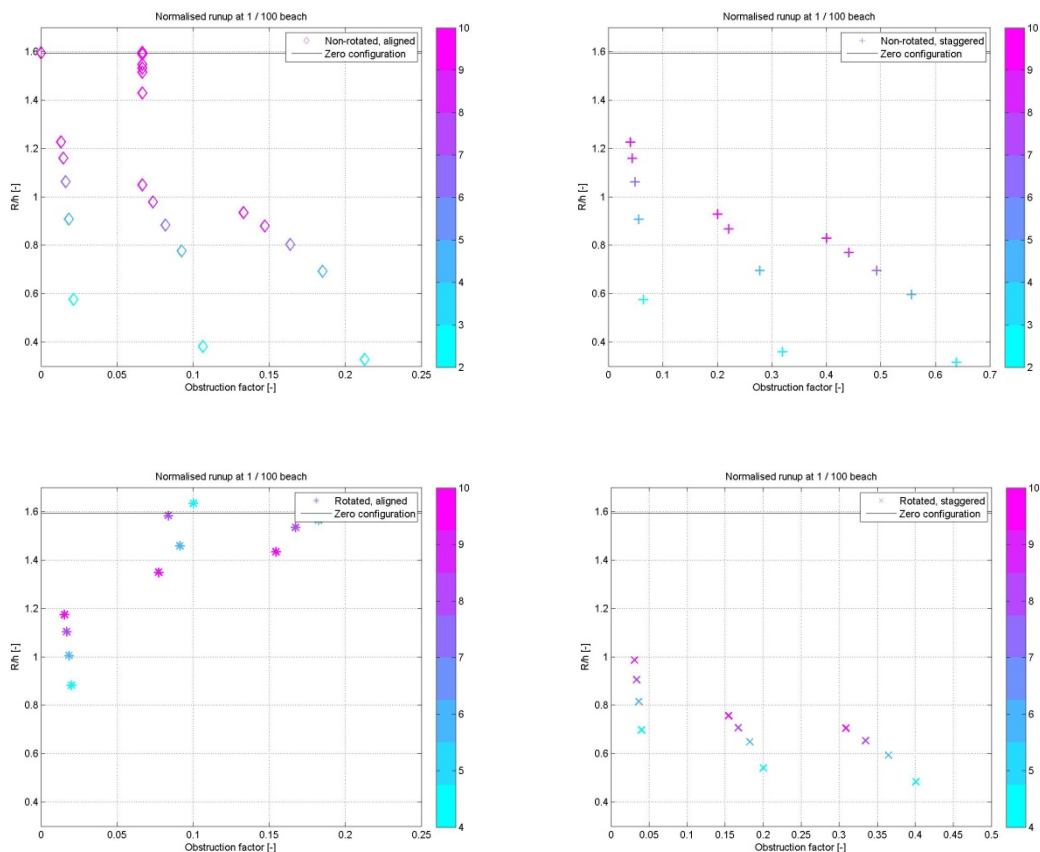 Normalised runup at 1 / 100 beach
Non-rotated, aligned
Zero configuration
R/h [-]
1.6
1.4
1.2
1
0.8
0.6
0.4
0 0.05 0.1 0.15 0.2 0.25
Obstruction factor [-]
10
9
8
7
6
5
4
3
2
Normalised runup at 1 / 100 beach
Non-rotated, staggered
Zero configuration
R/h [-]
1.6
1.4
1.2
1
0.8
0.6
0.4
0 0.1 0.2 0.3 0.4 0.5 0.6 0.7
Obstruction factor [-]
10
9
8
7
6
5
4
3
2
Normalised runup at 1 / 100 beach
Rotated, aligned
Zero configuration
R/h [-]
1.6
1.4
1.2
1
0.8
0.6
0.4
0 0.05 0.1 0.15 0.2 0.25
Obstruction factor [-]
10
9
8
7
6
5
4
Normalised runup at 1 / 100 beach
Rotated, staggered
Zero configuration
R/h [-]
1.6
1.4
1.2
1
0.8
0.6
0.4
0 0.05 0.1 0.15 0.2 0.25 0.3 0.35 0.4 0.45 0.5
Obstruction factor [-]
10
9
8
7
6
5
4